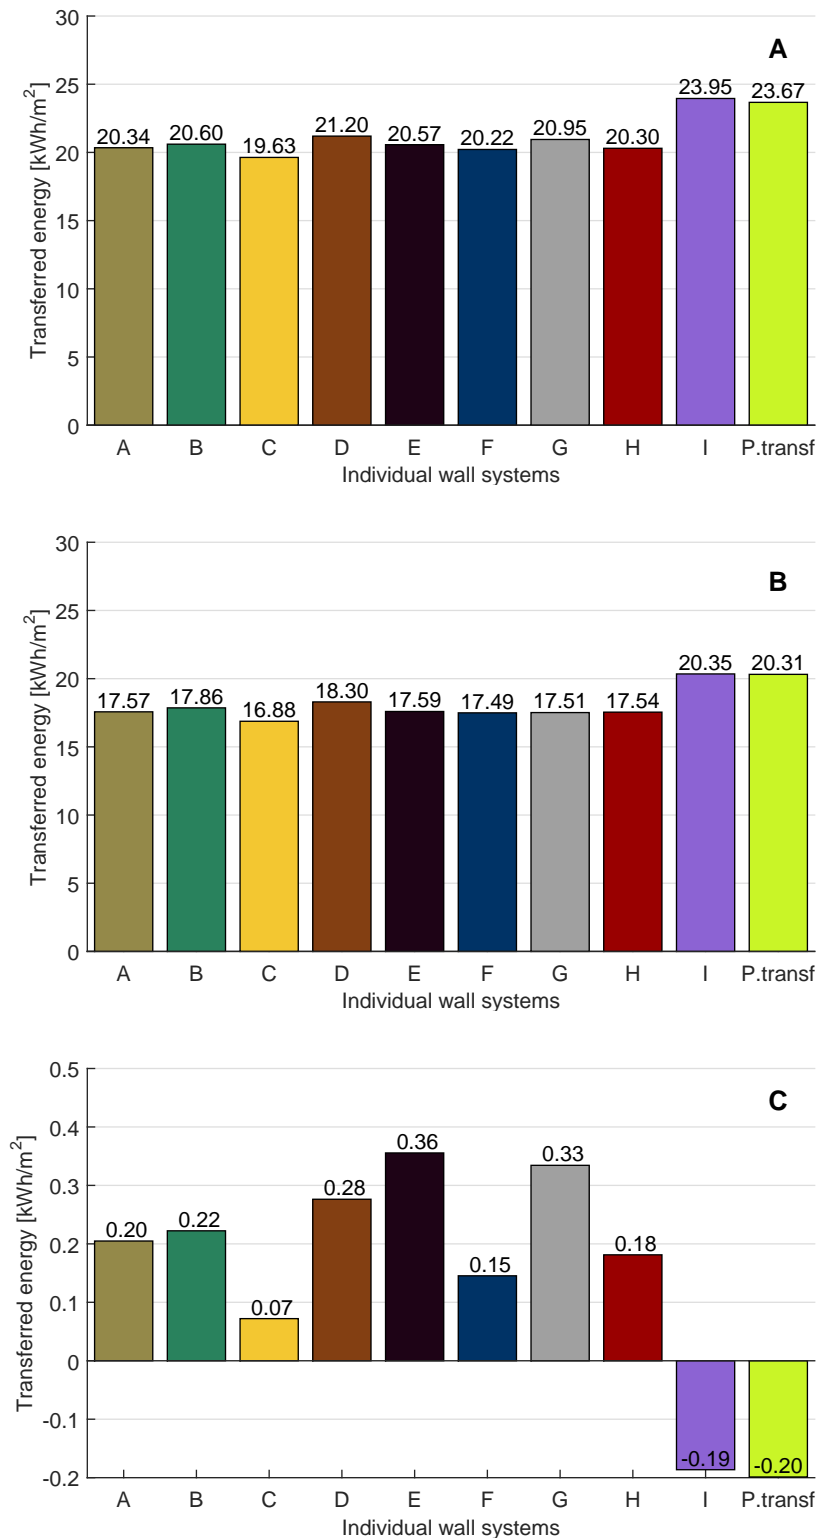 A
Transferred energy [kWh/m²]
30
25
20
15
10
5
0
20.34 20.60 19.63 21.20 20.57 20.22 20.95 20.30 23.95 23.67
A B C D E F G H I P.transf
Individual wall systems
B
Transferred energy [kWh/m²]
30
25
20
15
10
5
0
17.57 17.86 16.88 18.30 17.59 17.49 17.51 17.54 20.35 20.31
A B C D E F G H I P.transf
Individual wall systems
C
Transferred energy [kWh/m²]
0.5
0.4
0.3
0.2
0.1
0
-0.1
-0.2
0.20 0.22 0.07 0.28 0.36 0.15 0.33 0.18 -0.19 -0.20
A B C D E F G H I P.transf
Individual wall systems